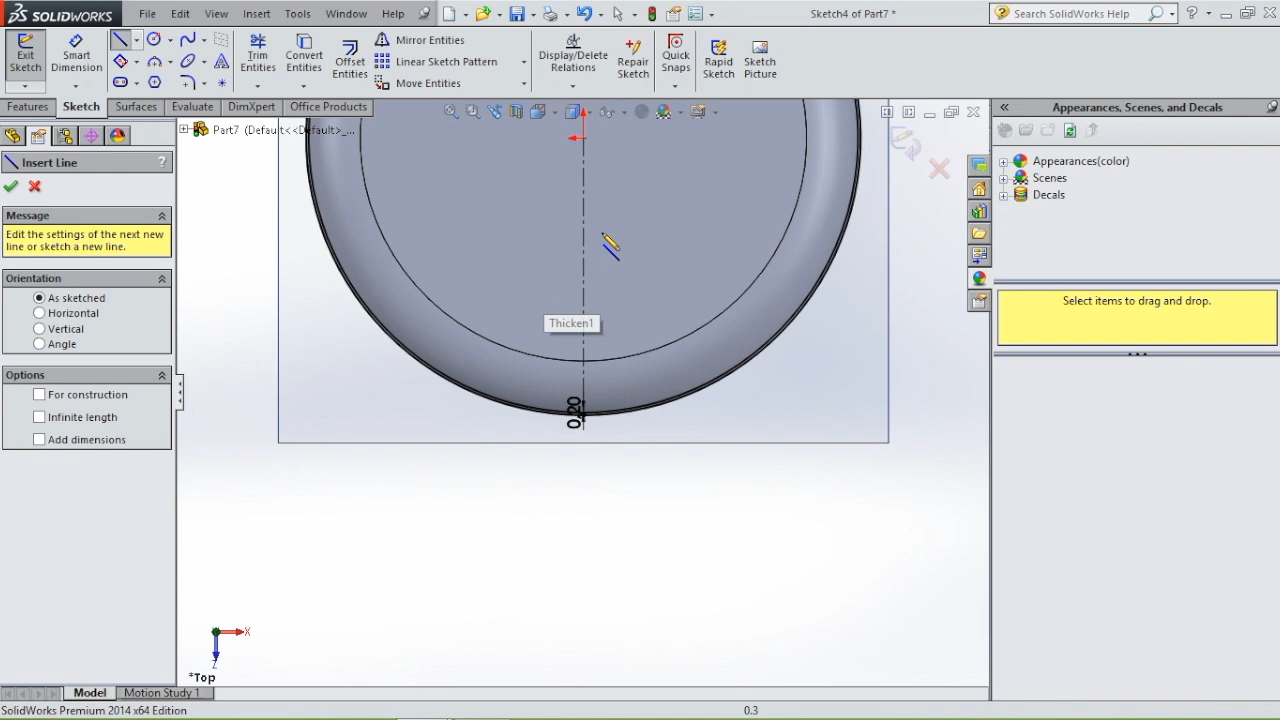 SOLIDWORKS
File Edit View Insert Tools Window Help
Sketch4 of Part7 *
Search SolidWorks Help
Exit Sketch
Smart Dimension
Trim Entities
Convert Entities
Offset Entities
Mirror Entities
Linear Sketch Pattern
Move Entities
Display/Delete Relations
Repair Sketch
Quick Snaps
Rapid Sketch
Sketch Picture
Features Sketch Surfaces Evaluate DimXpert Office Products
Part7 (Default<<Default>_...
Insert Line
?
Message
Edit the settings of the next new
line or sketch a new line.
Orientation
As sketched
Horizontal
Vertical
Angle
Options
For construction
Infinite length
Add dimensions
Thicken1
0.20
X
Z
*Top
Appearances, Scenes, and Decals
Appearances(color)
Scenes
Decals
Select items to drag and drop.
Model Motion Study 1
SolidWorks Premium 2014 x64 Edition
0.3